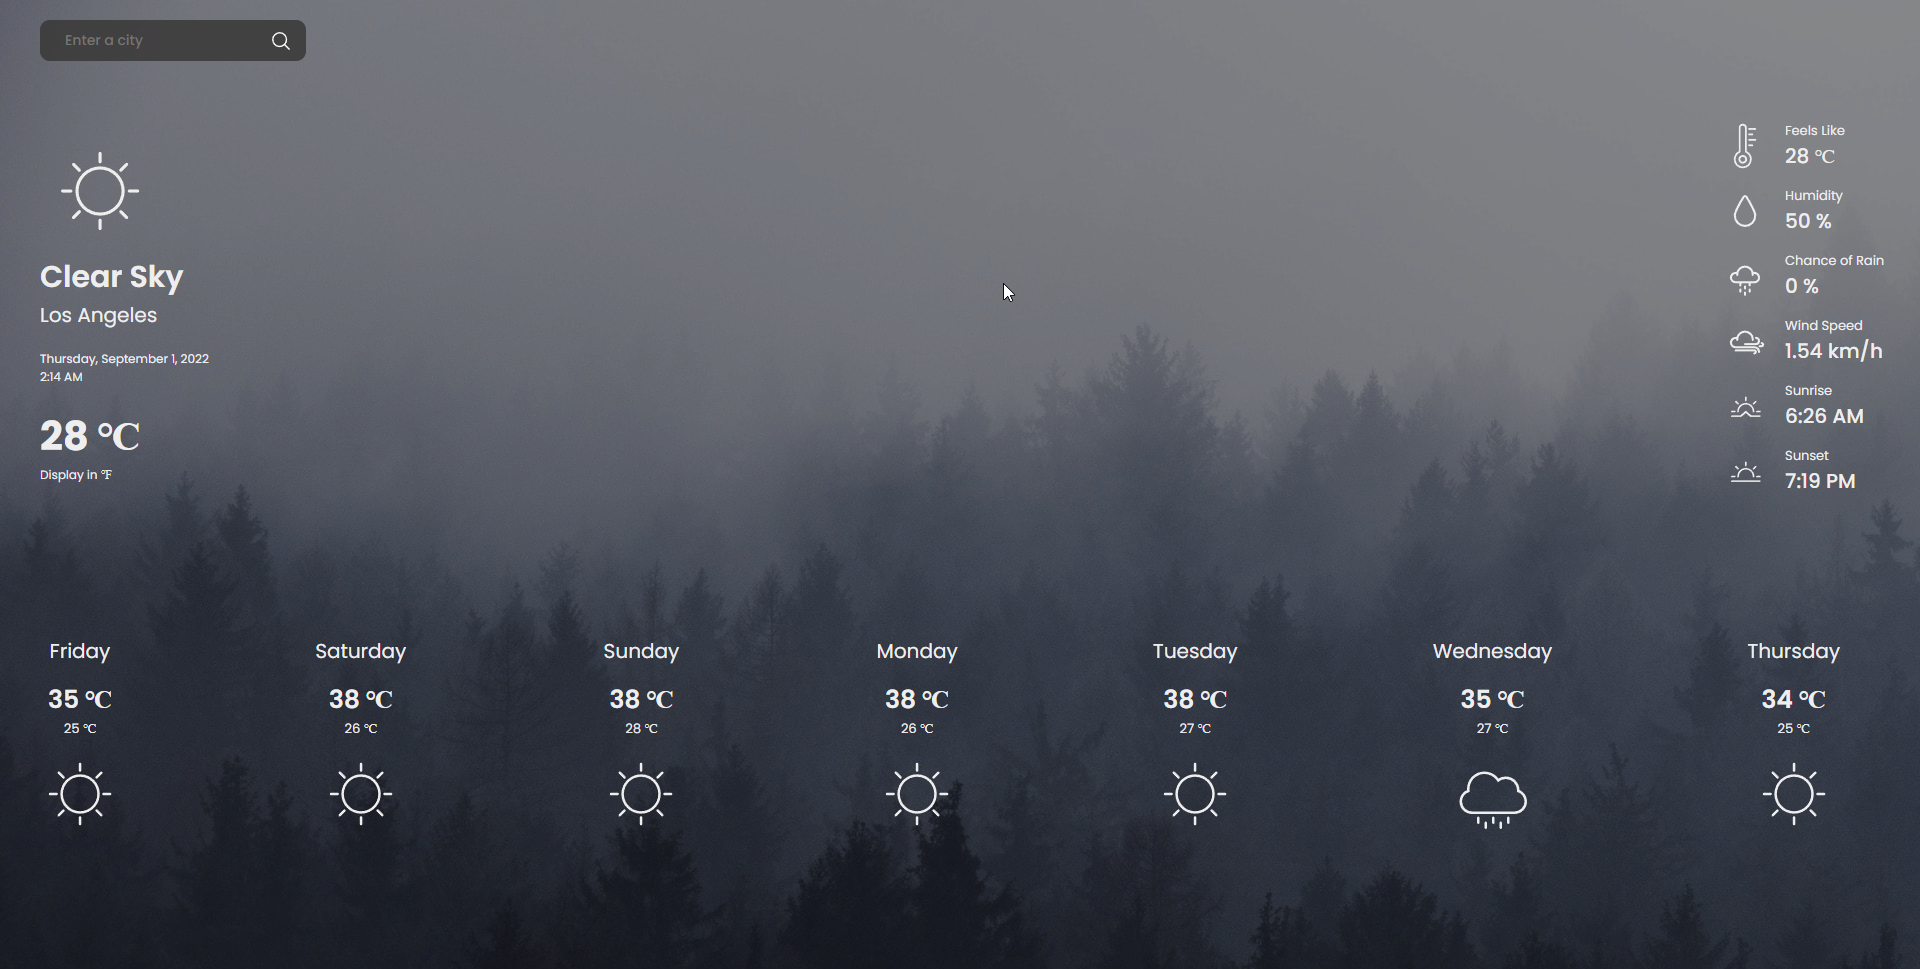 Enter a city
Clear Sky
Los Angeles
Thursday, September 1, 2022
2:14 AM
28 °C
Display in °F
Feels Like
28 °C
Humidity
50 %
Chance of Rain
0 %
Wind Speed
1.54 km/h
Sunrise
6:26 AM
Sunset
7:19 PM
Friday
35 °C
25 °C
Saturday
38 °C
26 °C
Sunday
38 °C
28 °C
Monday
38 °C
26 °C
Tuesday
38 °C
27 °C
Wednesday
35 °C
27 °C
Thursday
34 °C
25 °C